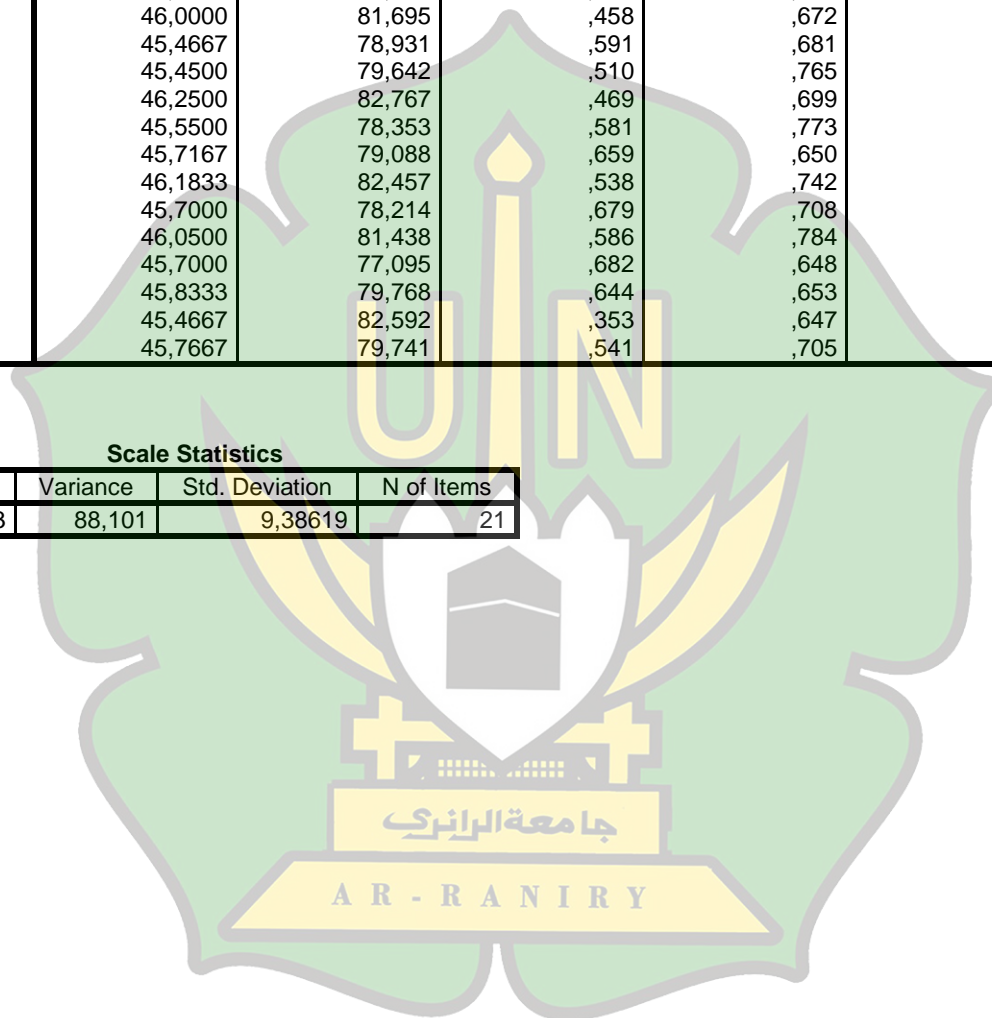 46,0000 81,695 ,458 ,672
45,4667 78,931 ,591 ,681
45,4500 79,642 ,510 ,765
46,2500 82,767 ,469 ,699
45,5500 78,353 ,581 ,773
45,7167 79,088 ,659 ,650
46,1833 82,457 ,538 ,742
45,7000 78,214 ,679 ,708
46,0500 81,438 ,586 ,784
45,7000 77,095 ,682 ,648
45,8333 79,768 ,644 ,653
45,4667 82,592 ,353 ,647
45,7667 79,741 ,541 ,705
UIN
Scale Statistics
Variance Std. Deviation N of Items
88,101 9,38619 21
جامعة الرانري
AR-RANIRY